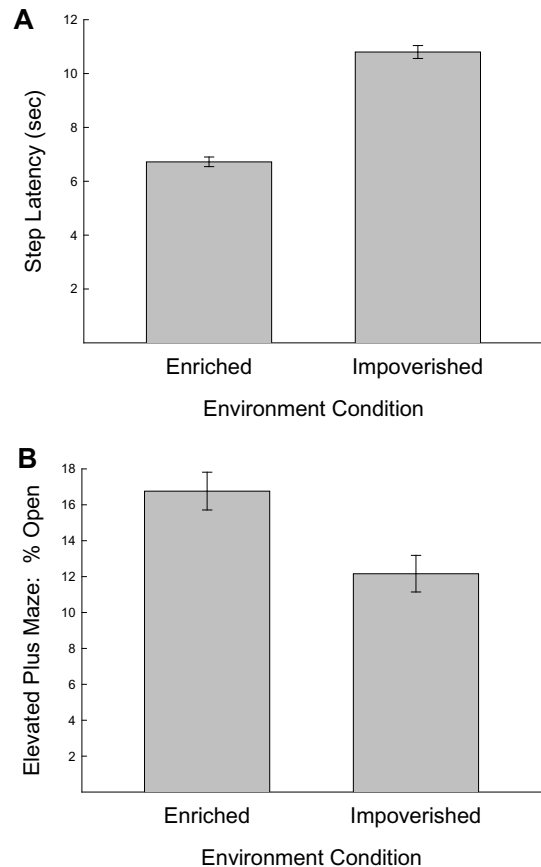 A
Step Latency (sec)
12
10
8
6
4
2
Enriched Impoverished
Environment Condition
B
Elevated Plus Maze: % Open
18
16
14
12
10
8
6
4
2
Enriched Impoverished
Environment Condition